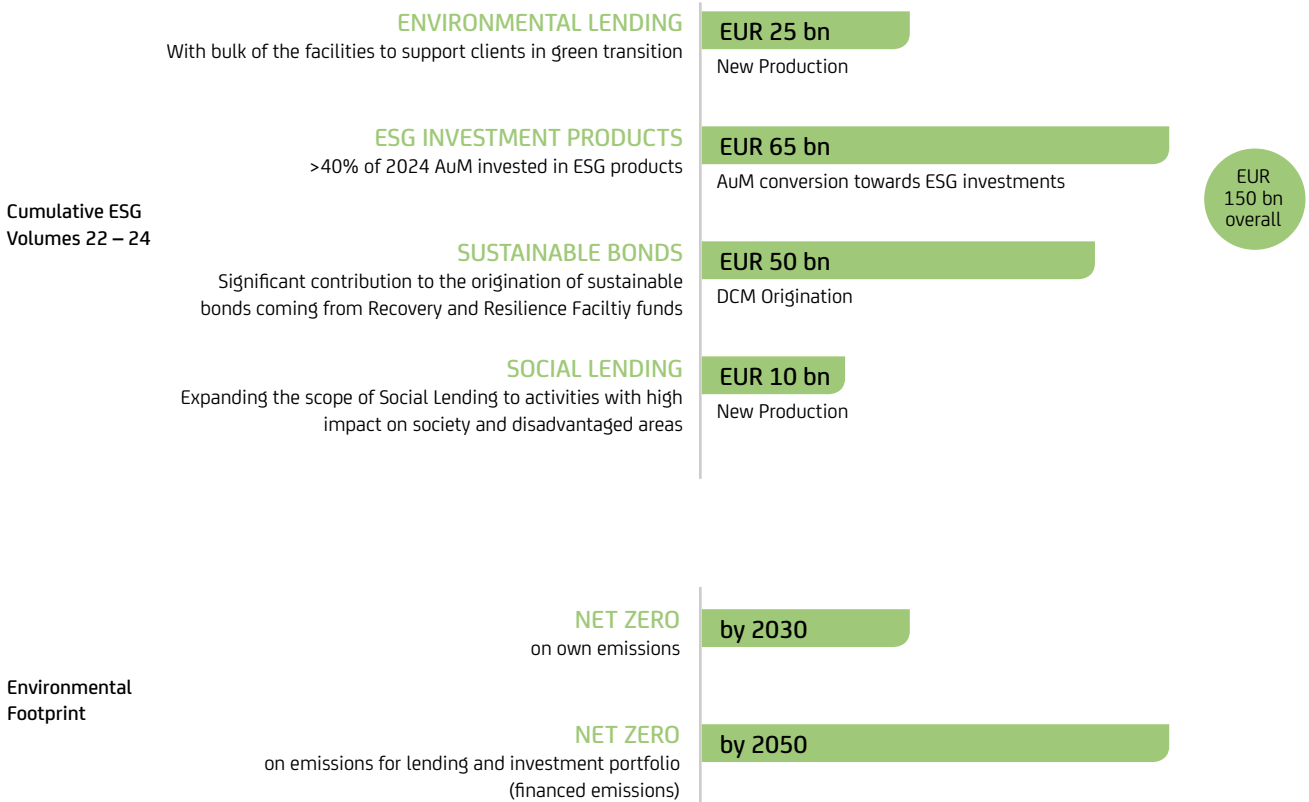 ENVIRONMENTAL LENDING
With bulk of the facilities to support clients in green transition
EUR 25 bn
New Production
ESG INVESTMENT PRODUCTS
>40% of 2024 AuM invested in ESG products
EUR 65 bn
AuM conversion towards ESG investments
EUR
150 bn
overall
Cumulative ESG
Volumes 22 – 24
SUSTAINABLE BONDS
Significant contribution to the origination of sustainable
bonds coming from Recovery and Resilience Faciltiy funds
EUR 50 bn
DCM Origination
SOCIAL LENDING
Expanding the scope of Social Lending to activities with high
impact on society and disadvantaged areas
EUR 10 bn
New Production
NET ZERO
on own emissions
by 2030
Environmental
Footprint
NET ZERO
on emissions for lending and investment portfolio
(financed emissions)
by 2050